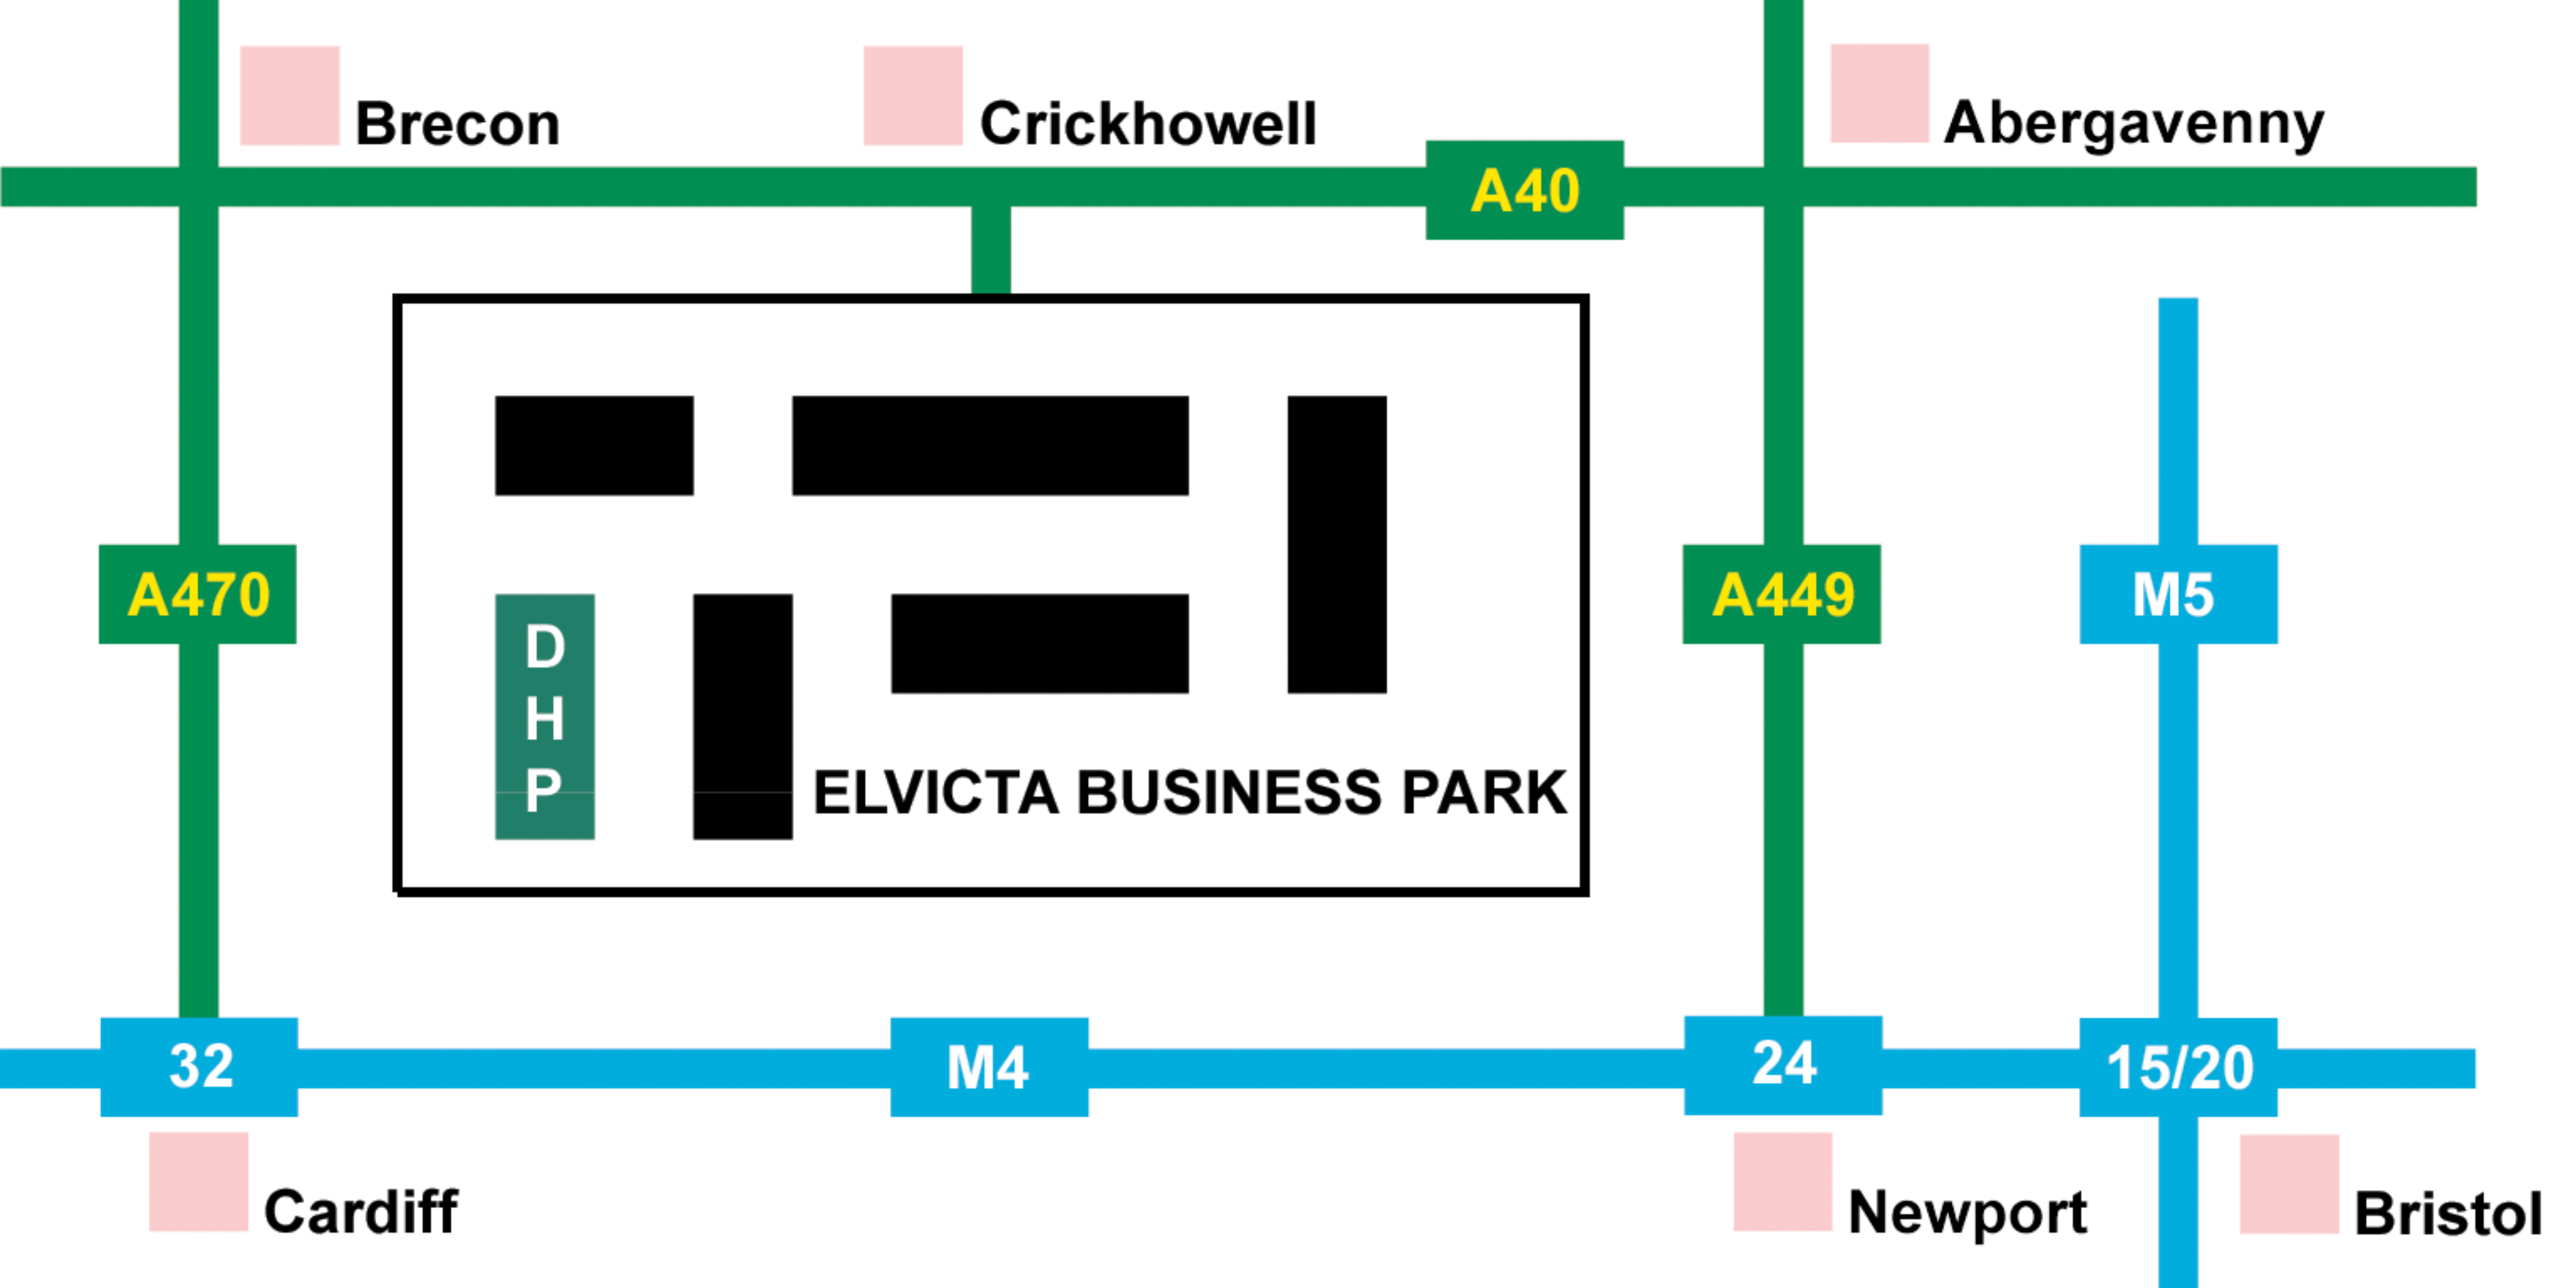 Brecon
Crickhowell
Abergavenny
A40
A470
A449
M5
D
H
P
ELVICTA BUSINESS PARK
32
M4
24
15/20
Cardiff
Newport
Bristol